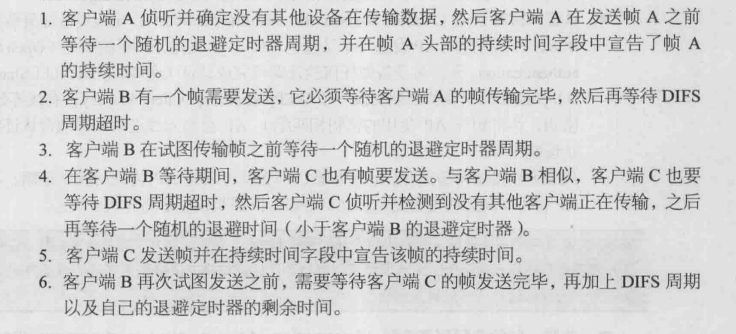 1. 客户端 A 侦听并确定没有其他设备在传输数据，然后客户端 A 在发送帧 A 之前
等待一个随机的退避定时器周期，并在帧 A 头部的持续时间字段中宣告了帧 A
的持续时间。
2. 客户端 B 有一个帧需要发送，它必须等待客户端 A 的帧传输完毕，然后再等待 DIFS
周期超时。
3. 客户端 B 在试图传输帧之前等待一个随机的退避定时器周期。
4. 在客户端 B 等待期间，客户端 C 也有帧要发送。与客户端 B 相似，客户端 C 也要
等待 DIFS 周期超时，然后客户端 C 侦听并检测到没有其他客户端正在传输，之后
再等待一个随机的退避时间（小于客户端 B 的退避定时器）。
5. 客户端 C 发送帧并在持续时间字段中宣告该帧的持续时间。
6. 客户端 B 再次试图发送之前，需要等待客户端 C 的帧发送完毕，再加上 DIFS 周期
以及自己的退避定时器的剩余时间。